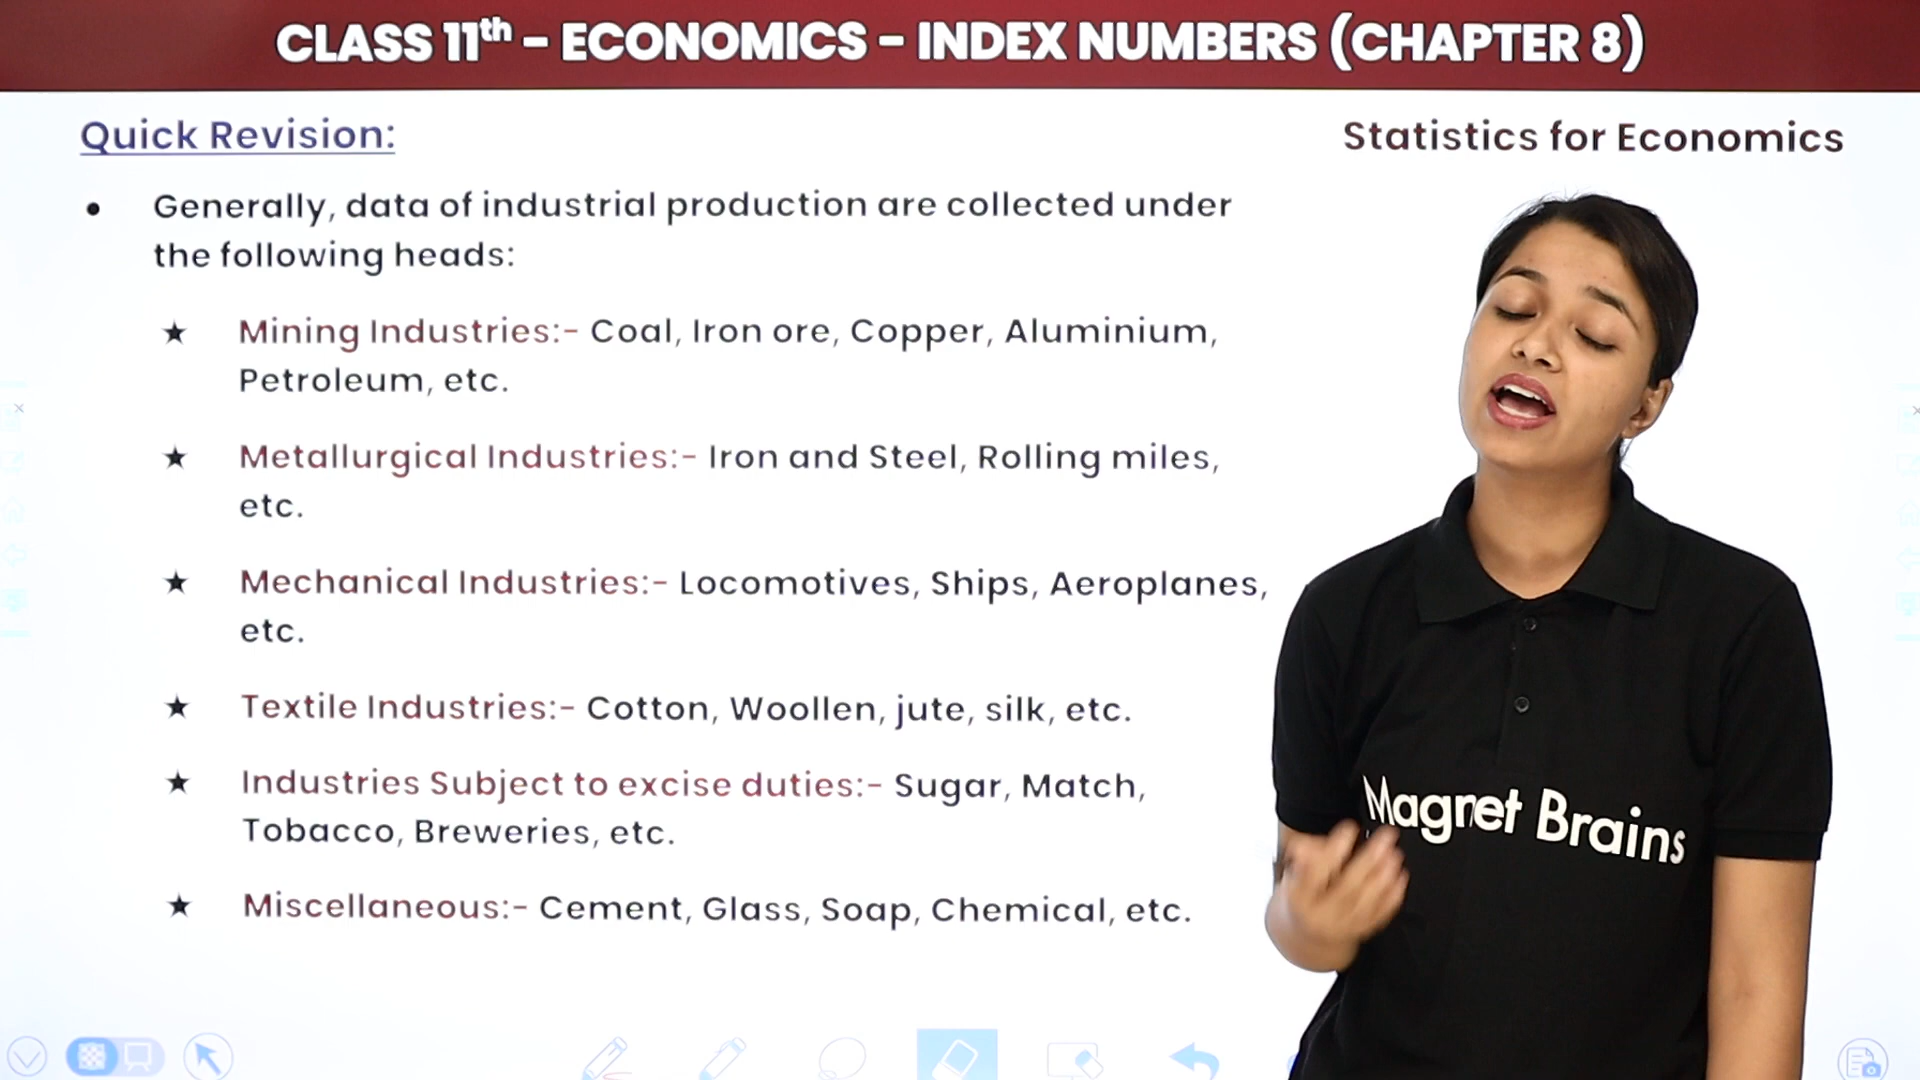 CLASS 11th - ECONOMICS - INDEX NUMBERS (CHAPTER 8)
Quick Revision:
Statistics for Economics
• Generally, data of industrial production are collected under
the following heads:
★ Mining Industries:- Coal, Iron ore, Copper, Aluminium,
Petroleum, etc.
★ Metallurgical Industries:- Iron and Steel, Rolling miles,
etc.
★ Mechanical Industries:- Locomotives, Ships, Aeroplanes,
etc.
★ Textile Industries:- Cotton, Woollen, jute, silk, etc.
★ Industries Subject to excise duties:- Sugar, Match,
Tobacco, Breweries, etc.
★ Miscellaneous:- Cement, Glass, Soap, Chemical, etc.
Magnet Brains